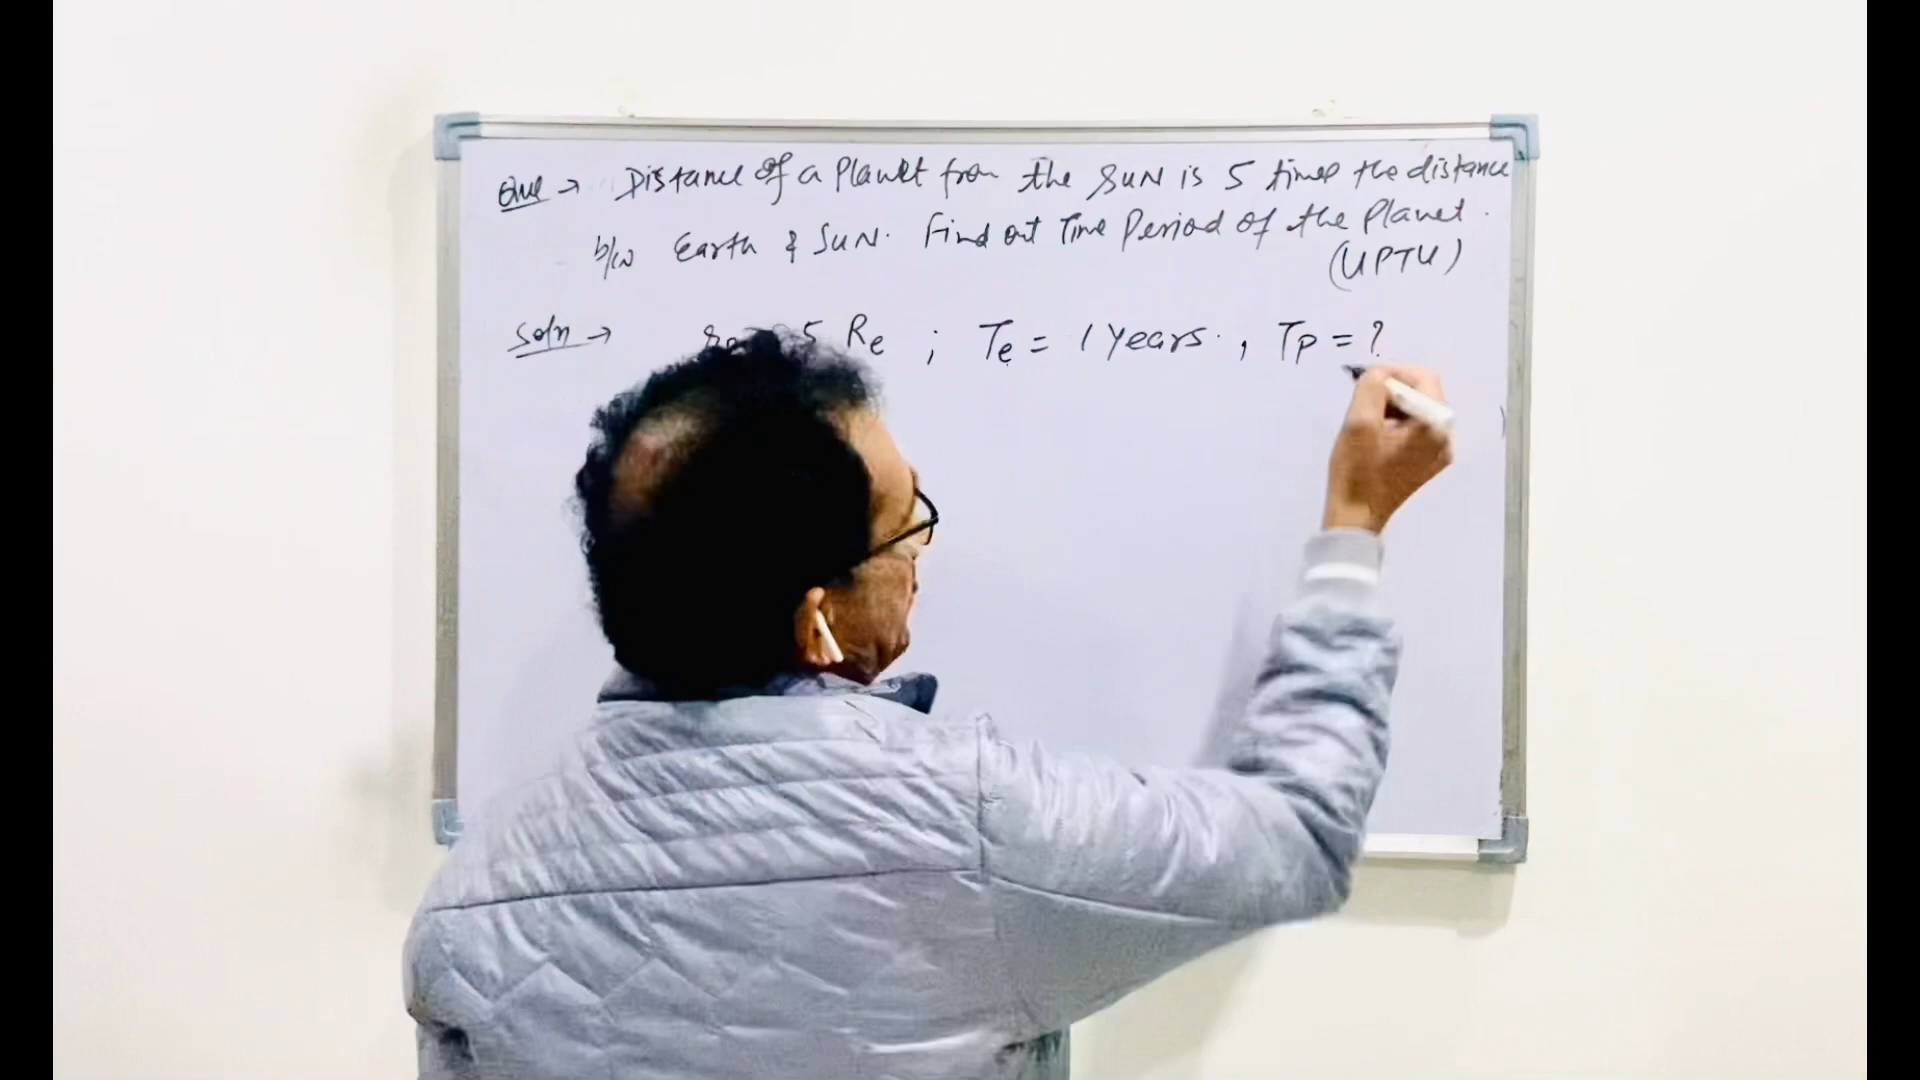 Que → Distance of a Planet from the SUN is 5 times the distance
b/w Earth & SUN. Find out Time Period of the Planet.
(UPTU)
Soln → 5 Re ; Te = 1 Years. , Tp = ?